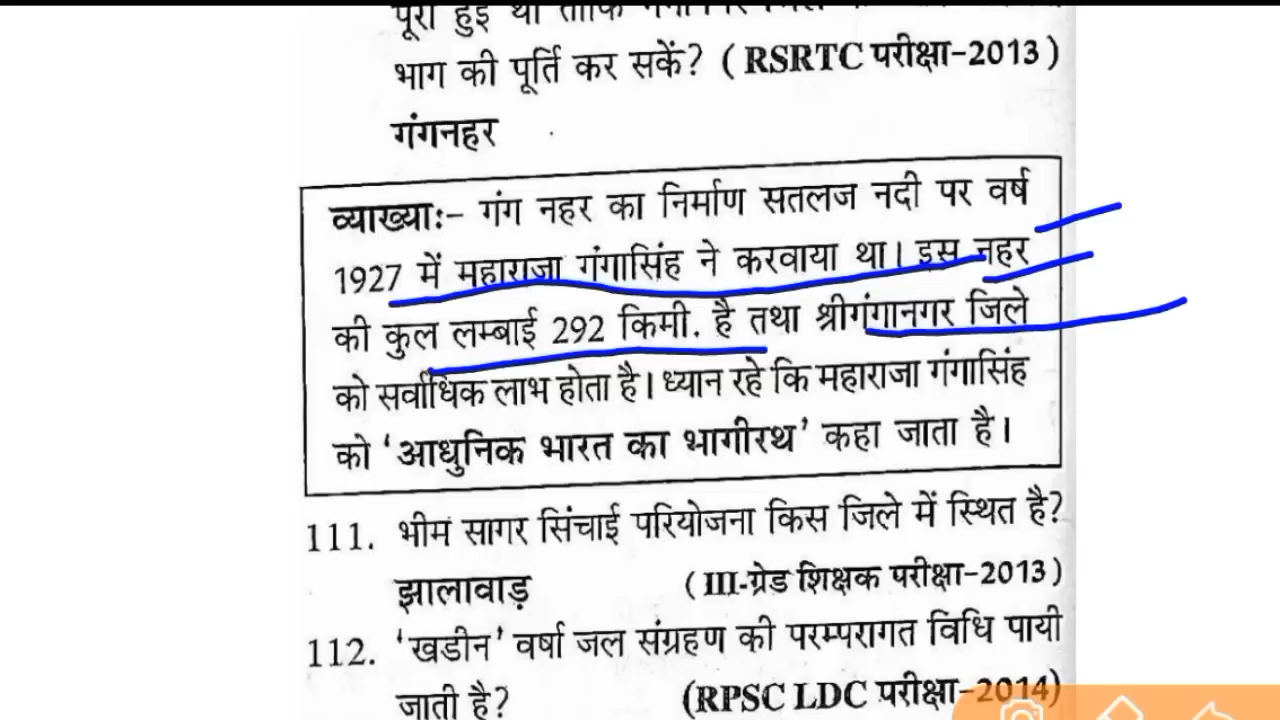 पूरी हुई थी ताकि
भाग की पूर्ति कर सकें? ( RSRTC परीक्षा-2013 )
गंगनहर
व्याख्याः- गंग नहर का निर्माण सतलज नदी पर वर्ष
1927 में महाराजा गंगासिंह ने करवाया था। इस नहर
की कुल लम्बाई 292 किमी. है तथा श्रीगंगानगर जिले
को सर्वाधिक लाभ होता है। ध्यान रहे कि महाराजा गंगासिंह
को ‘आधुनिक भारत का भागीरथ’ कहा जाता है।
111. भीम सागर सिंचाई परियोजना किस जिले में स्थित है?
झालावाड़ ( III-ग्रेड शिक्षक परीक्षा-2013 )
112. ‘खडीन’ वर्षा जल संग्रहण की परम्परागत विधि पायी
जाती है? (RPSC LDC परीक्षा-2014)